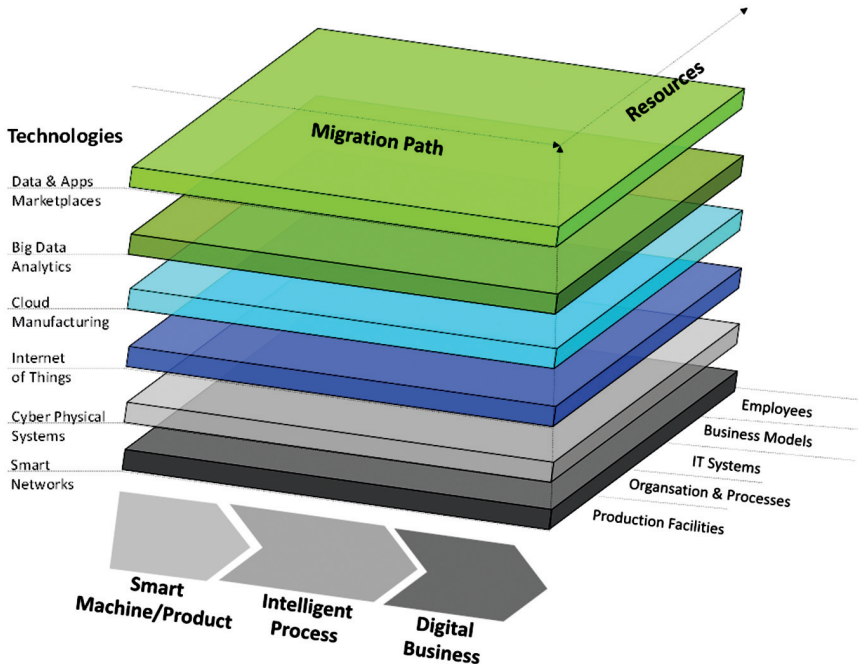 Resources
Migration Path
Technologies
Data & Apps
Marketplaces
Big Data
Analytics
Cloud
Manufacturing
Internet
of Things
Cyber Physical
Systems
Smart
Networks
Employees
Business Models
IT Systems
Organsation & Processes
Production Facilities
Smart
Machine/Product
Intelligent
Process
Digital
Business